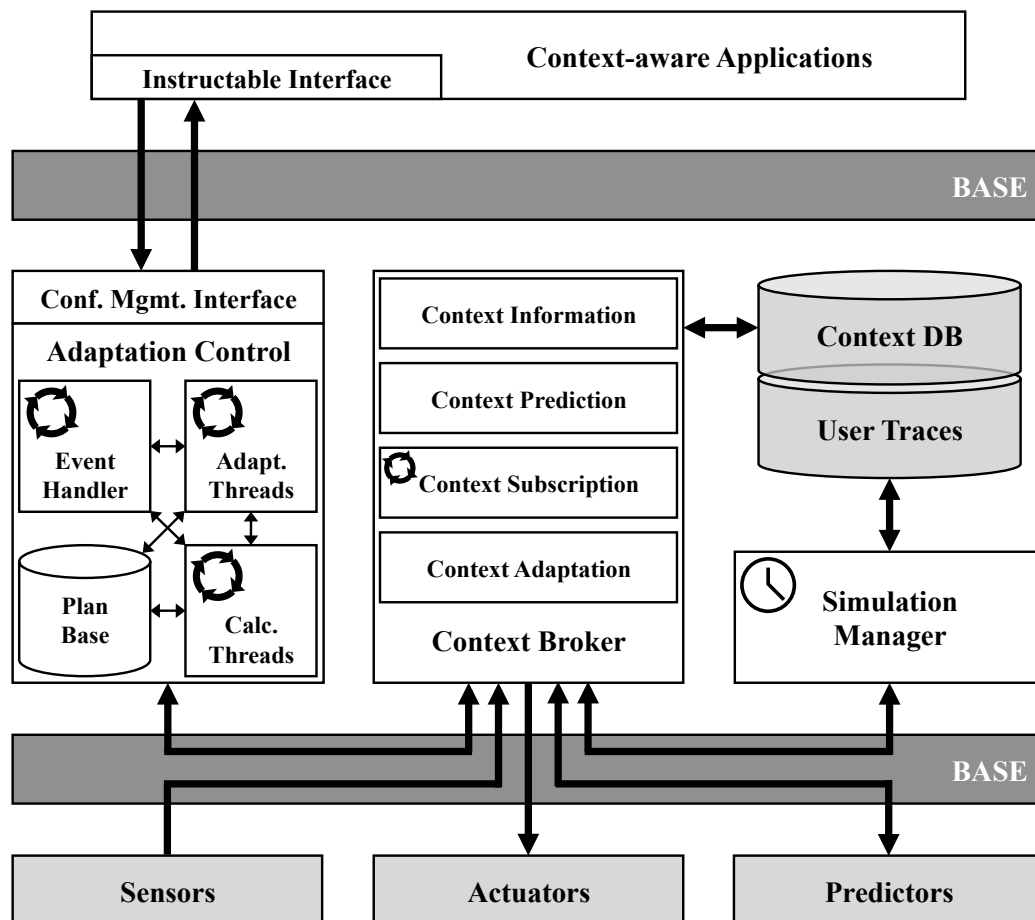 Context-aware Applications
Instructable Interface
BASE
Conf. Mgmt. Interface
Adaptation Control
Event
Handler
Adapt.
Threads
Plan
Base
Calc.
Threads
Context Information
Context Prediction
Context Subscription
Context Adaptation
Context Broker
Context DB
User Traces
Simulation
Manager
BASE
Sensors
Actuators
Predictors